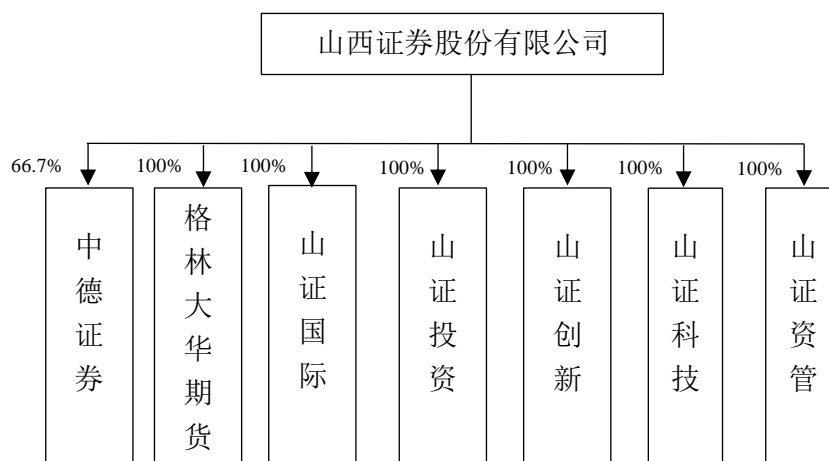 山西证券股份有限公司
66.7%
100%
100%
100%
100%
100%
100%
中德证券
格林大华期货
山证国际
山证投资
山证创新
山证科技
山证资管